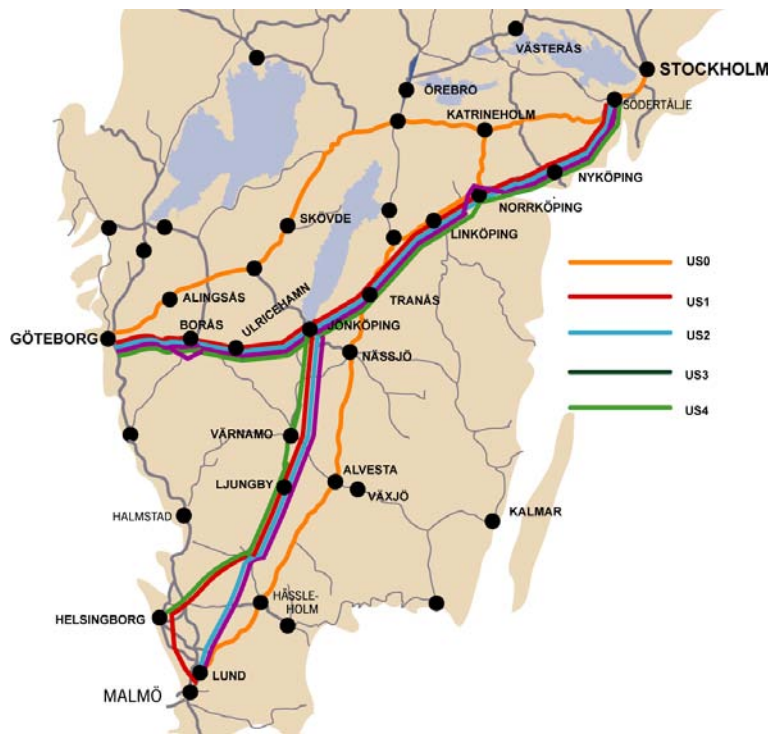 VÄSTERÅS
STOCKHOLM
ÖREBRO
SÖDERTÄLJE
KATRINEHOLM
NYKÖPING
NORRKÖPING
SKÖVDE
LINKÖPING
US0
ALINGSÅS
TRANÅS
US1
ULRICEHAMN
BORÅS
JÖNKÖPING
GÖTEBORG
US2
NÄSSJÖ
US3
US4
VÄRNAMO
ALVESTA
LJUNGBY
VÄXJÖ
KALMAR
HALMSTAD
HÄSSLE-
HOLM
HELSINGBORG
LUND
MALMÖ